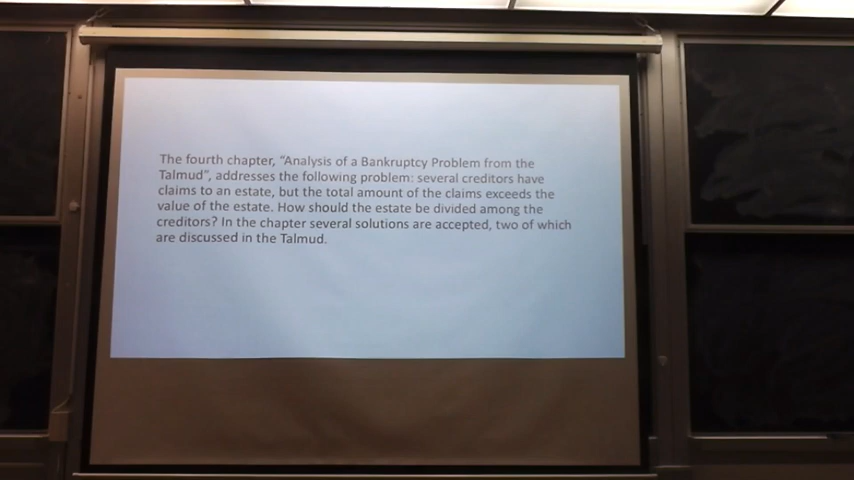 The fourth chapter, “Analysis of a Bankruptcy Problem from the
Talmud”, addresses the following problem: several creditors have
claims to an estate, but the total amount of the claims exceeds the
value of the estate. How should the estate be divided among the
creditors? In the chapter several solutions are accepted, two of which
are discussed in the Talmud.